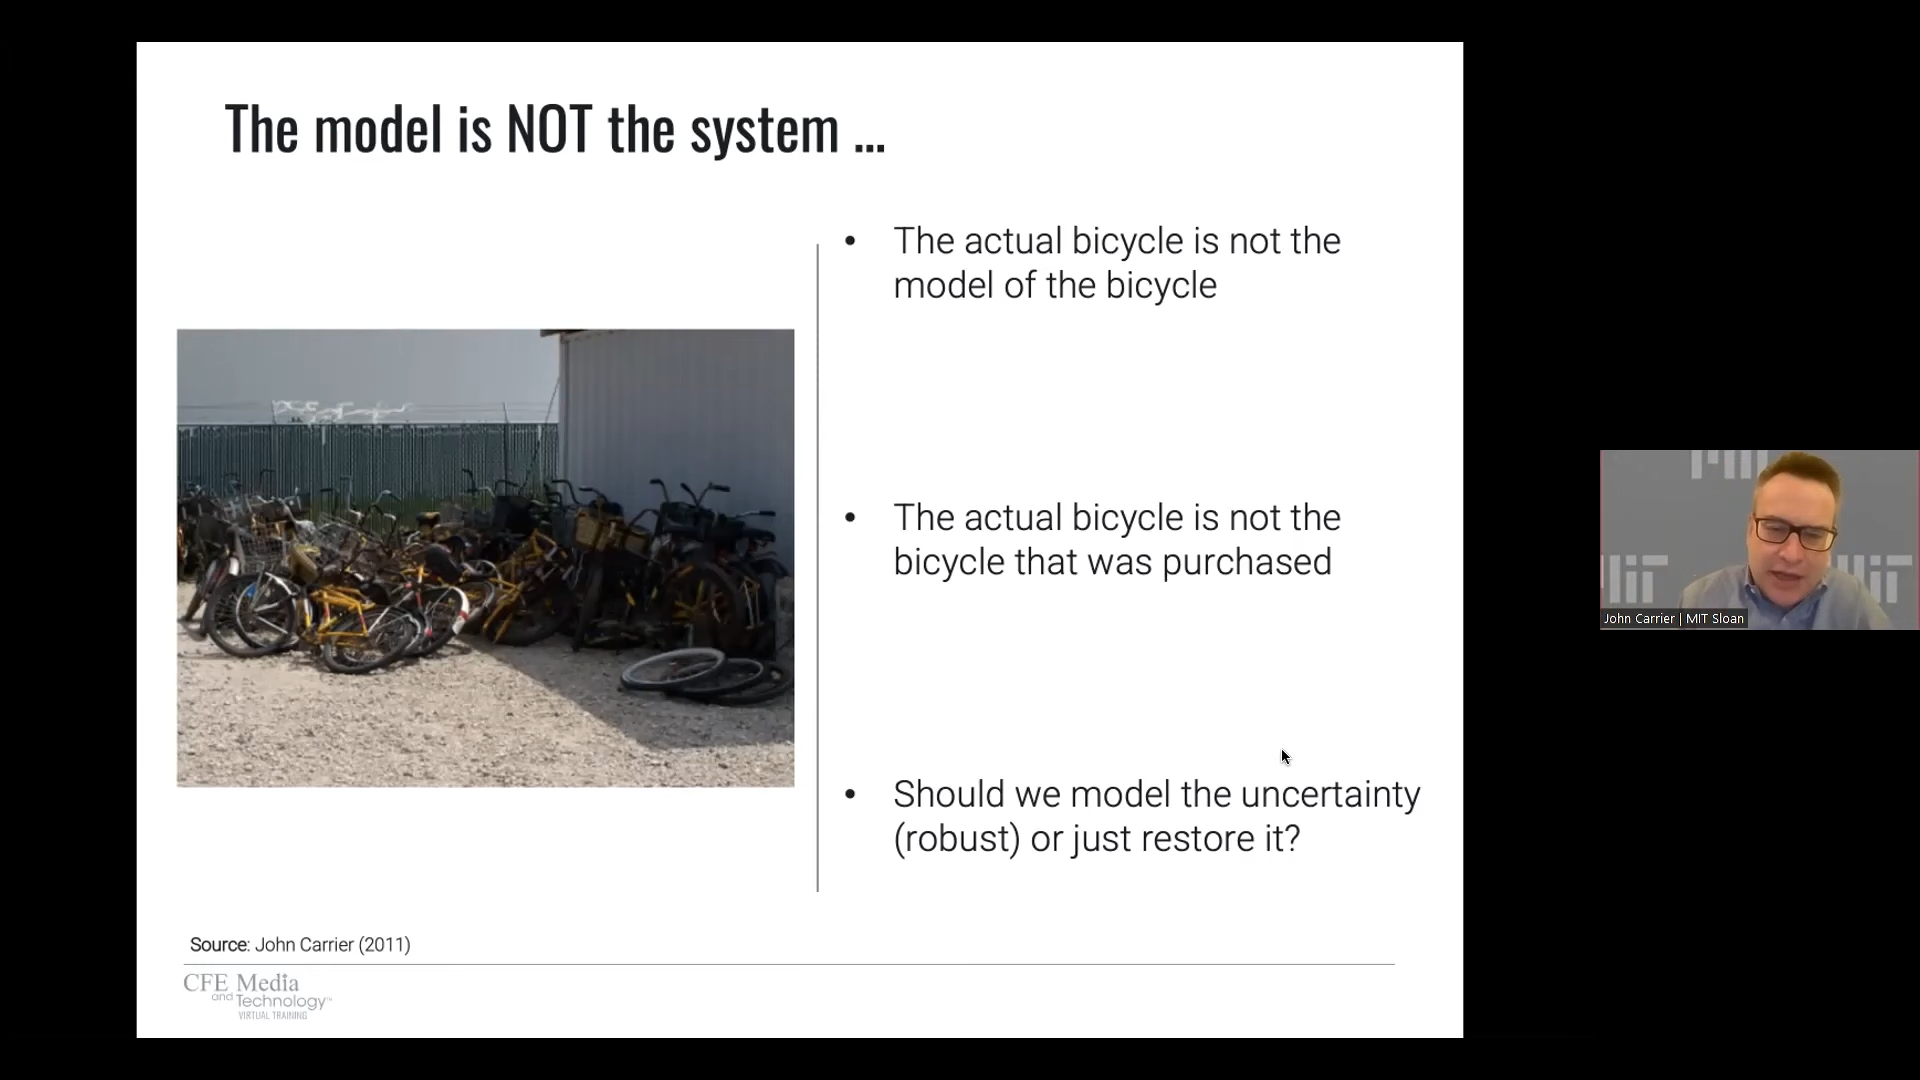 The model is NOT the system ...
• The actual bicycle is not the
model of the bicycle
• The actual bicycle is not the
bicycle that was purchased
• Should we model the uncertainty
(robust) or just restore it?
Source: John Carrier (2011)
CFE Media
and Technology™
VIRTUAL TRAINING
MIT
John Carrier | MIT Sloan